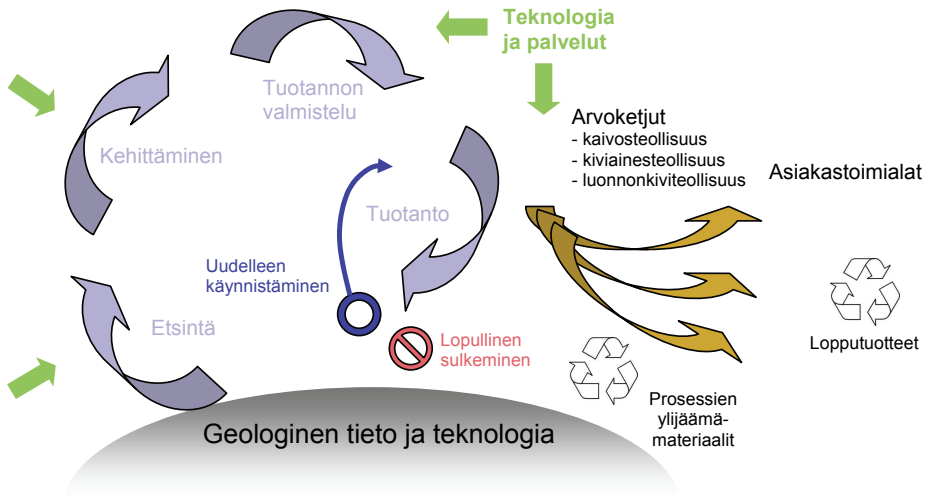 Teknologia
ja palvelut
Tuotannon
valmistelu
Kehittäminen
Arvoketjut
- kaivosteollisuus
- kiviainesteollisuus
- luonnonkiviteollisuus
Asiakastoimialat
Tuotanto
Uudelleen
käynnistäminen
Etsintä
Lopullinen
sulkeminen
Lopputuotteet
Prosessien
ylijäämä-
materiaalit
Geologinen tieto ja teknologia